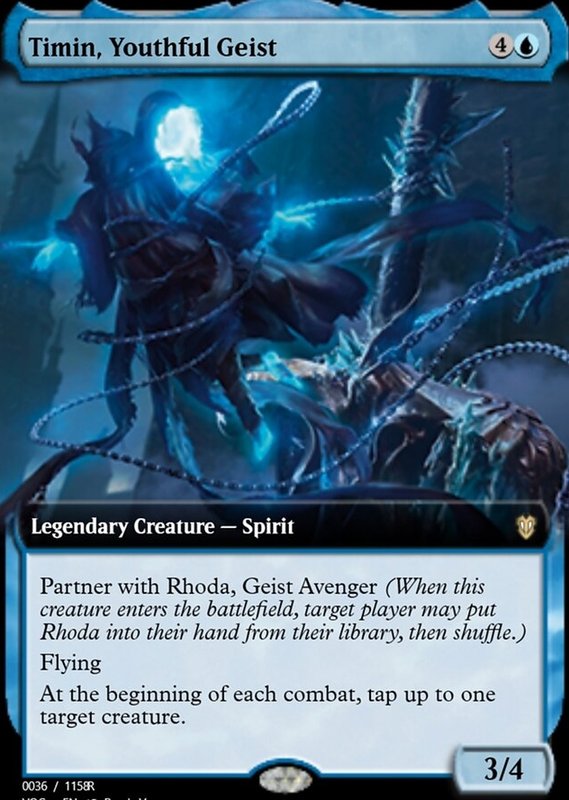 Timin, Youthful Geist 4
Legendary Creature — Spirit
Partner with Rhoda, Geist Avenger (When this
creature enters the battlefield, target player may put
Rhoda into their hand from their library, then shuffle.)
Flying
At the beginning of each combat, tap up to one
target creature.
3/4
0036 / 1158R